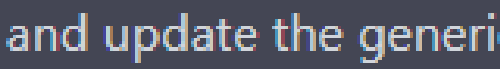 and update the generi